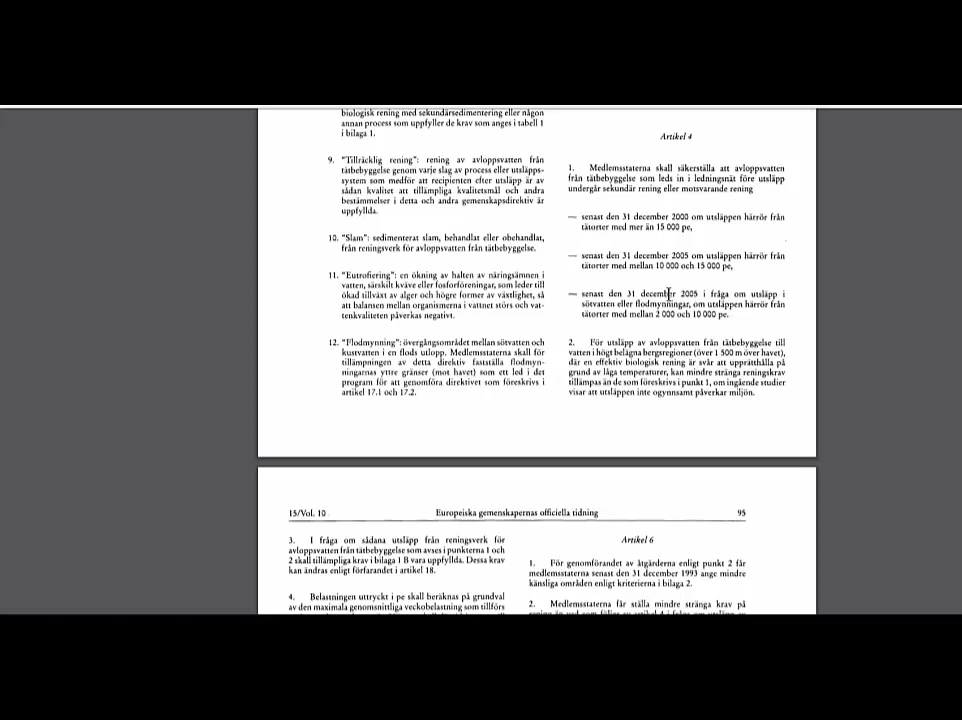 biologisk rening med sekundärsedimentering eller någon
annan process som uppfyller de krav som anges i tabell 1
i bilaga 1.
9. "Tillräcklig rening": rening av avloppsvatten från
tätbebyggelse genom varje slag av process eller utsläpps-
system som medför att recipienten efter utsläpp är av
sådan kvalitet att tillämpliga kvalitetsmål och andra
bestämmelser i detta och andra gemenskapsdirektiv är
uppfyllda.
10. "Slam": sedimenterat slam, behandlat eller obehandlat,
från reningsverk för avloppsvatten från tätbebyggelse.
11. "Eutrofiering": en ökning av halten av näringsämnen i
vatten, särskilt kväve eller fosforföreningar, som leder till
ökad tillväxt av alger och högre former av växtlighet, så
att balansen mellan organismerna i vattnet störs och vat-
tenkvaliteten påverkas negativt.
12. "Flodmynning": övergångsområdet mellan sötvatten och
kustvatten i en flods utlopp. Medlemsstaterna skall för
tillämpningen av detta direktiv fastställa flodmyn-
ningarnas yttre gränser (mot havet) som ett led i det
program för att genomföra direktivet som föreskrivs i
artikel 17.1 och 17.2.
Artikel 4
1. Medlemsstaterna skall säkerställa att avloppsvatten
från tätbebyggelse som leds in i ledningsnät före utsläpp
undergår sekundär rening eller motsvarande rening
— senast den 31 december 2000 om utsläppen härrör från
tätorter med mer än 15 000 pe,
— senast den 31 december 2005 om utsläppen härrör från
tätorter med mellan 10 000 och 15 000 pe,
— senast den 31 december 2005 i fråga om utsläpp i
sötvatten eller flodmynningar, om utsläppen härrör från
tätorter med mellan 2 000 och 10 000 pe.
2. För utsläpp av avloppsvatten från tätbebyggelse till
vatten i högt belägna bergsregioner (över 1 500 m över havet),
där en effektiv biologisk rening är svår att upprätthålla på
grund av låga temperaturer, kan mindre stränga reningskrav
tillämpas än de som föreskrivs i punkt 1, om ingående studier
visar att utsläppen inte ogynnsamt påverkar miljön.
15/Vol. 10 Europeiska gemenskapernas officiella tidning 95
3. I fråga om sådana utsläpp från reningsverk för
avloppsvatten från tätbebyggelse som avses i punkterna 1 och
2 skall tillämpliga krav i bilaga 1 B vara uppfyllda. Dessa krav
kan ändras enligt förfarandet i artikel 18.
4. Belastningen uttryckt i pe skall beräknas på grundval
av den maximala genomsnittliga veckobelastning som tillförs
Artikel 6
1. För genomförandet av åtgärderna enligt punkt 2 får
medlemsstaterna senast den 31 december 1993 ange mindre
känsliga områden enligt kriterierna i bilaga 2.
2. Medlemsstaterna får ställa mindre stränga krav på